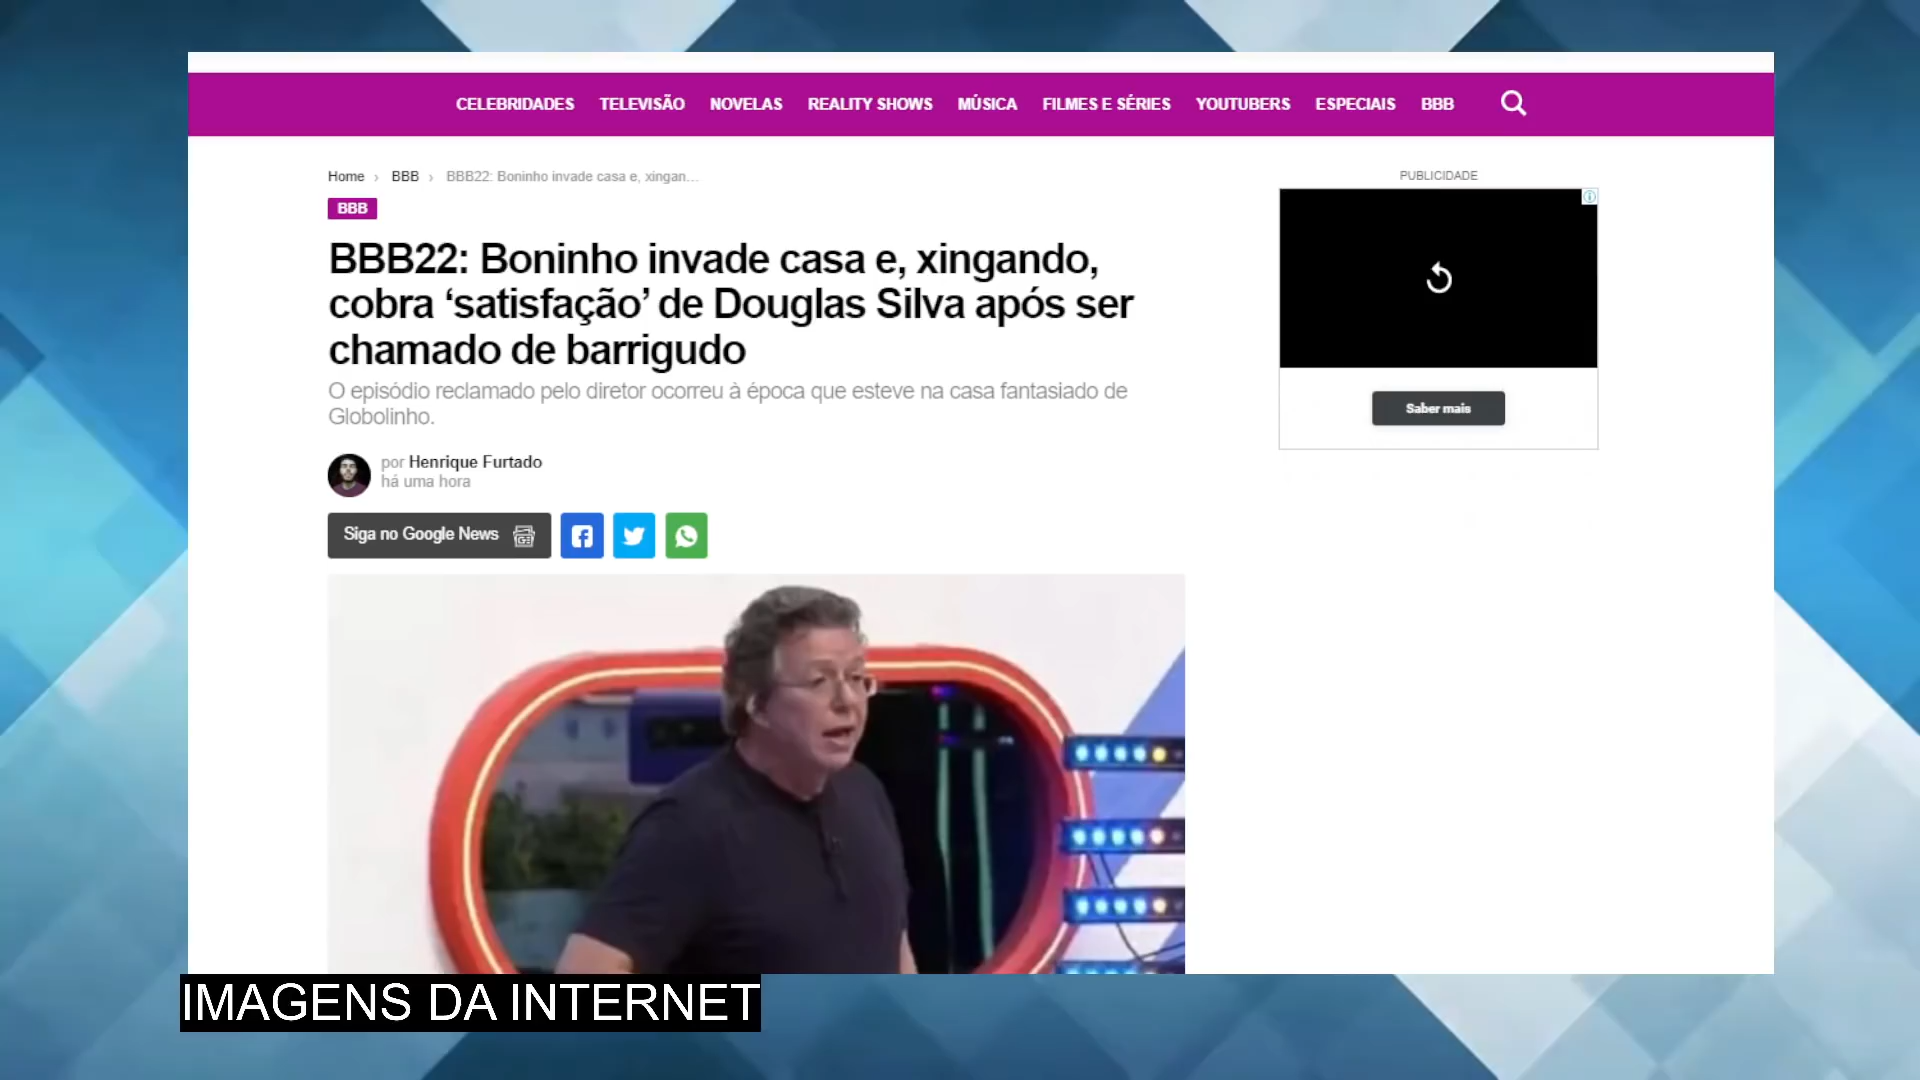 CELEBRIDADES TELEVISÃO NOVELAS REALITY SHOWS MÚSICA FILMES E SÉRIES YOUTUBERS ESPECIAIS BBB
Home › BBB › BBB22: Boninho invade casa e, xingan...
BBB
BBB22: Boninho invade casa e, xingando,
cobra ‘satisfação’ de Douglas Silva após ser
chamado de barrigudo
O episódio reclamado pelo diretor ocorreu à época que esteve na casa fantasiado de
Globolinho.
por Henrique Furtado
há uma hora
Siga no Google News
PUBLICIDADE
Saber mais
IMAGENS DA INTERNET